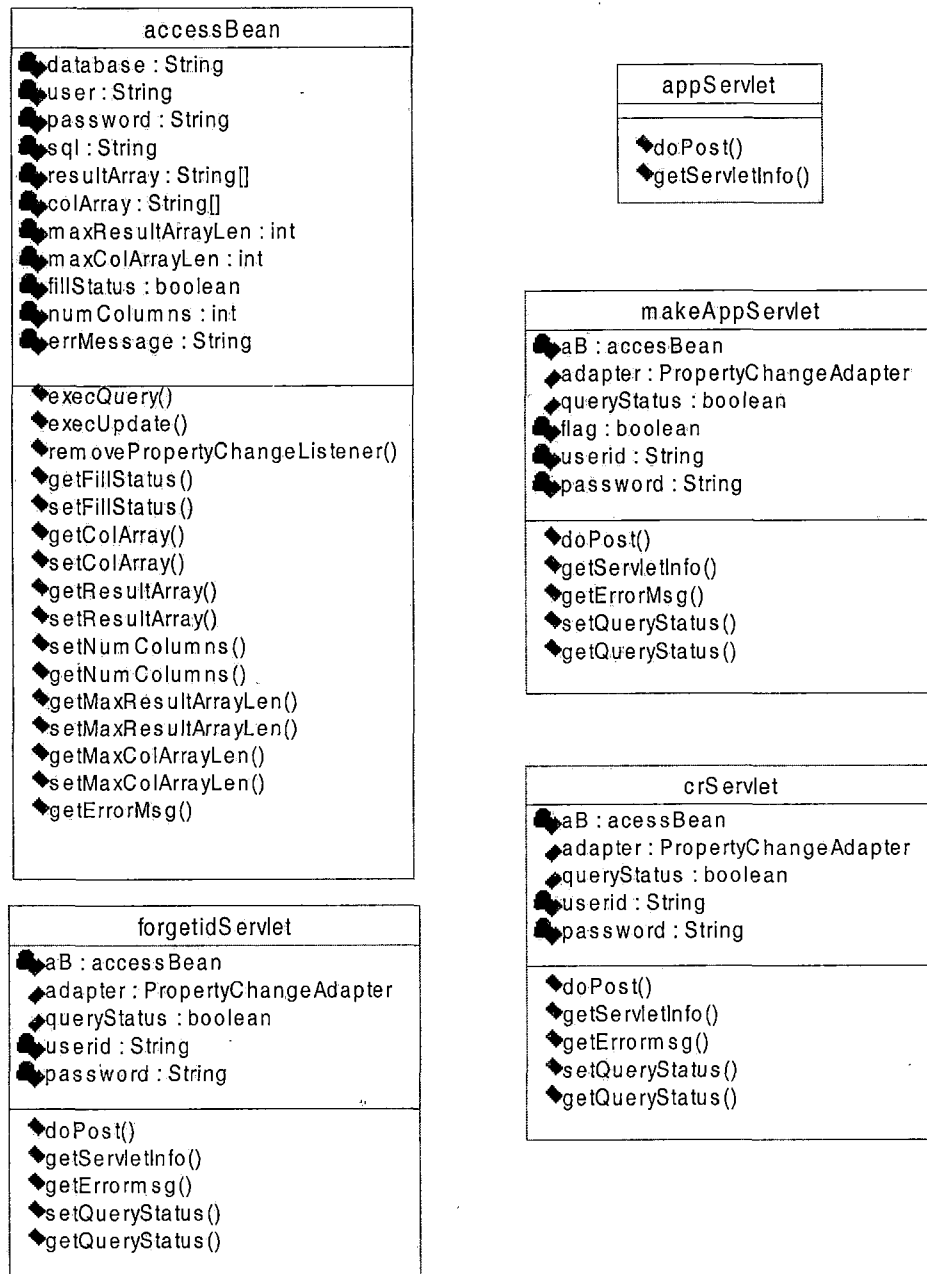 accessBean
database : String
user : String
password : String
sql : String
resultArray : String[]
colArray : String[]
maxResultArrayLen : int
maxColArrayLen : int
fillStatus : boolean
numColumns : int
errMessage : String
execQuery()
execUpdate()
removePropertyChangeListener()
getFillStatus()
setFillStatus()
getColArray()
setColArray()
getResultArray()
setResultArray()
setNumColumns()
getNumColumns()
getMaxResultArrayLen()
setMaxResultArrayLen()
getMaxColArrayLen()
setMaxColArrayLen()
getErrorMsg()
forgetidServlet
aB : accessBean
adapter : PropertyChangeAdapter
queryStatus : boolean
userid : String
password : String
doPost()
getServletInfo()
getErrormsg()
setQueryStatus()
getQueryStatus()
appServlet
doPost()
getServletInfo()
makeAppServlet
aB : accesBean
adapter : PropertyChangeAdapter
queryStatus : boolean
flag : boolean
userid : String
password : String
doPost()
getServletInfo()
getErrorMsg()
setQueryStatus()
getQueryStatus()
crServlet
aB : acessBean
adapter : PropertyChangeAdapter
queryStatus : boolean
userid : String
password : String
doPost()
getServletInfo()
getErrormsg()
setQueryStatus()
getQueryStatus()